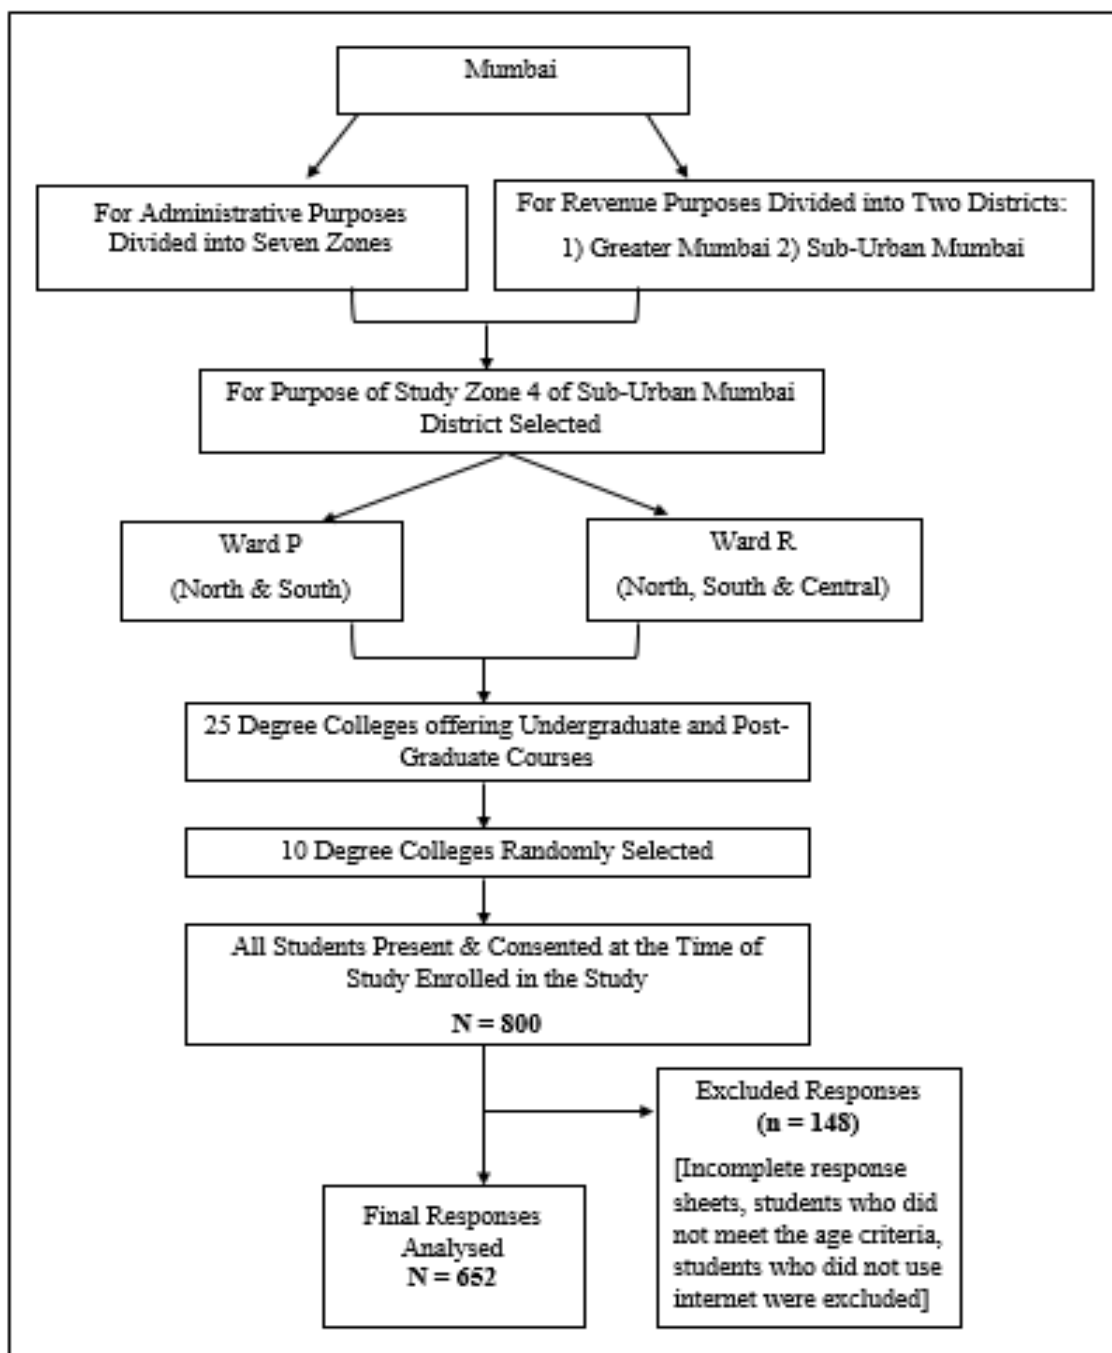 Mumbai
For Administrative Purposes
Divided into Seven Zones
For Revenue Purposes Divided into Two Districts:
1) Greater Mumbai 2) Sub-Urban Mumbai
For Purpose of Study Zone 4 of Sub-Urban Mumbai
District Selected
Ward P
(North & South)
Ward R
(North, South & Central)
25 Degree Colleges offering Undergraduate and Post-
Graduate Courses
10 Degree Colleges Randomly Selected
All Students Present & Consented at the Time of
Study Enrolled in the Study
N = 800
Excluded Responses
(n = 148)
[Incomplete response
sheets, students who did
not meet the age criteria,
students who did not use
internet were excluded]
Final Responses
Analysed
N = 652